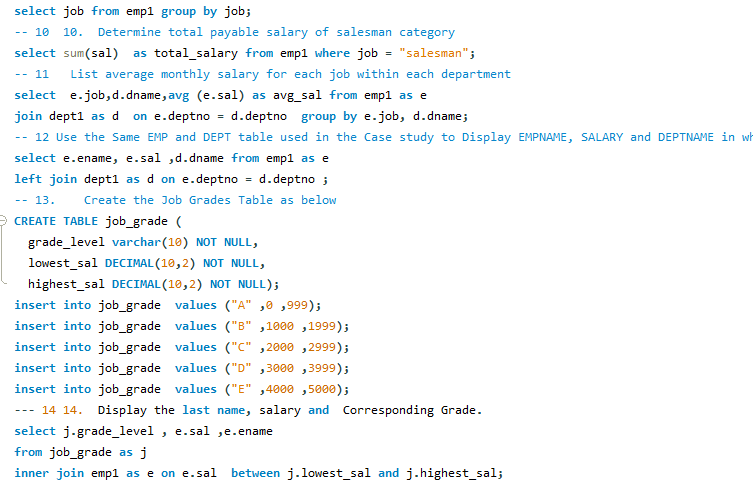 select job from emp1 group by job;
-- 10  10.  Determine total payable salary of salesman category
select sum(sal)  as total_salary from emp1 where job = "salesman";
-- 11   List average monthly salary for each job within each department
select  e.job,d.dname,avg (e.sal) as avg_sal from emp1 as e
join dept1 as d  on e.deptno = d.deptno  group by e.job, d.dname;
-- 12 Use the Same EMP and DEPT table used in the Case study to Display EMPNAME, SALARY and DEPTNAME in
select e.ename, e.sal ,d.dname from emp1 as e
left join dept1 as d on e.deptno = d.deptno ;
-- 13.    Create the Job Grades Table as below
CREATE TABLE job_grade (
  grade_level varchar(10) NOT NULL,
  lowest_sal DECIMAL(10,2) NOT NULL,
  highest_sal DECIMAL(10,2) NOT NULL);
insert into job_grade  values ("A" ,0 ,999);
insert into job_grade  values ("B" ,1000 ,1999);
insert into job_grade  values ("C" ,2000 ,2999);
insert into job_grade  values ("D" ,3000 ,3999);
insert into job_grade  values ("E" ,4000 ,5000);
--- 14 14.  Display the last name, salary and  Corresponding Grade.
select j.grade_level , e.sal ,e.ename
from job_grade as j
inner join emp1 as e on e.sal  between j.lowest_sal and j.highest_sal;